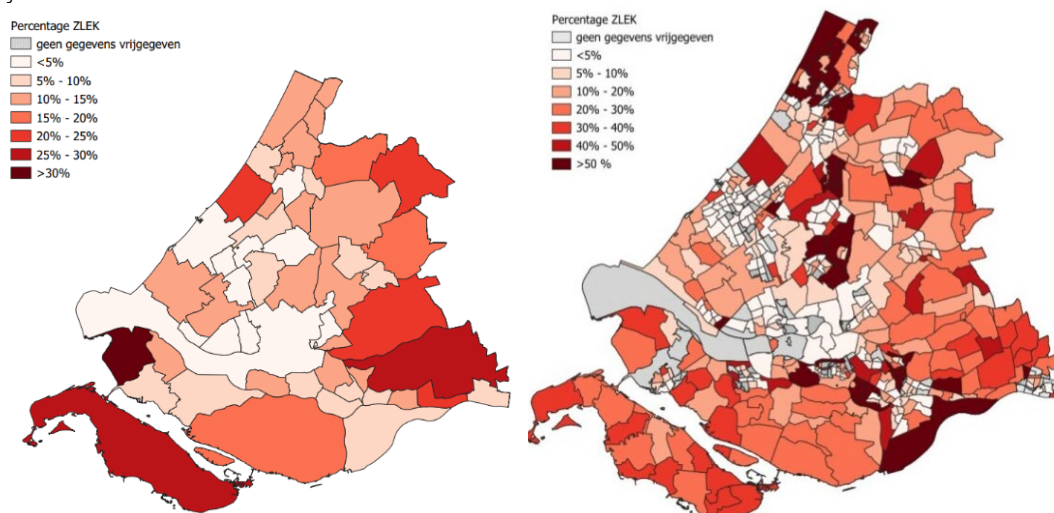 Percentage ZLEK
geen gegevens vrijgegeven
<5%
5% - 10%
10% - 15%
15% - 20%
20% - 25%
25% - 30%
>30%
Percentage ZLEK
geen gegevens vrijgegeven
<5%
5% - 10%
10% - 20%
20% - 30%
30% - 40%
40% - 50%
>50 %